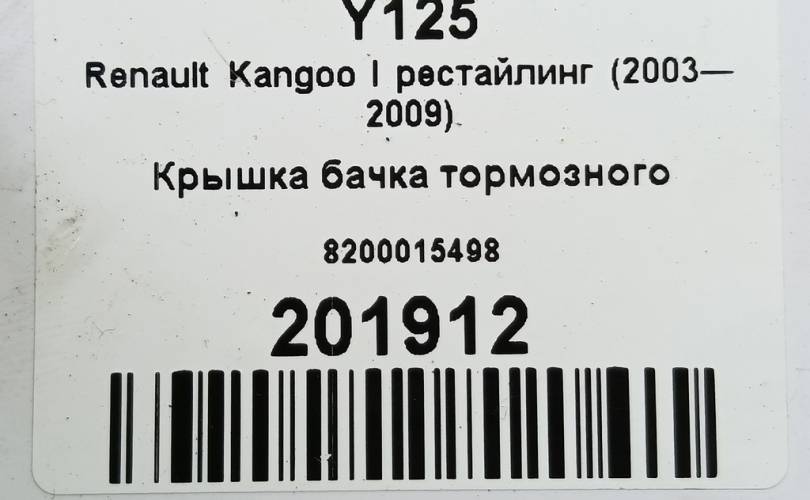 Y125
Renault Kangoo I рестайлинг (2003—
2009)
Крышка бачка тормозного
8200015498
201912